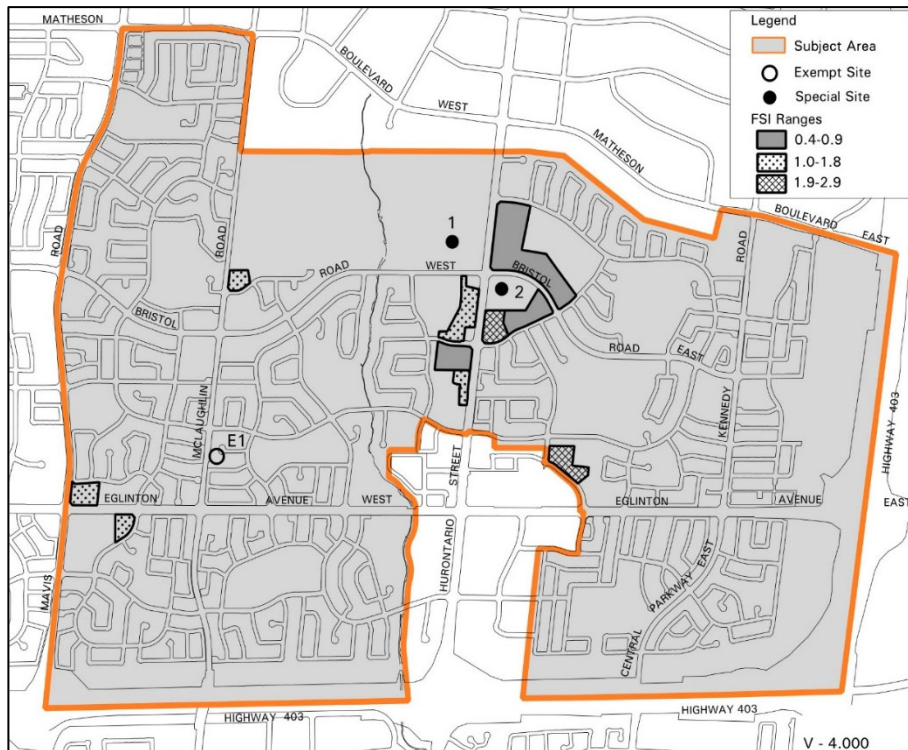 MATHESON
BOULEVARD
WEST
MATHESON
BOULEVARD
EAST
Legend
Subject Area
Exempt Site
Special Site
FSI Ranges
0.4-0.9
1.0-1.8
1.9-2.9
ROAD
ROAD
ROAD
1
WEST
ROAD
BRISTOL
2
BRISTOL
ROAD
EAST
KENNEDY
HIGHWAY 403
MCLAUGHLIN
E1
STREET
EGLINTON
AVENUE
WEST
EGLINTON
AVENUE
EAST
HURONTARIO
MAVIS
CENTRAL
PARKWAY
EAST
HIGHWAY 403
HIGHWAY 403
V - 4.000